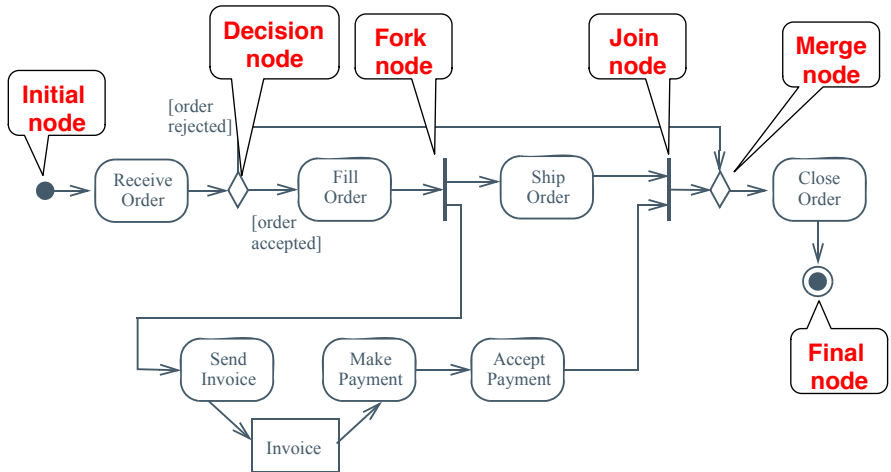 Decision
node
Fork
node
Join
node
Merge
node
Initial
node
[order
rejected]
Receive
Order
Fill
Order
Ship
Order
Close
Order
[order
accepted]
Send
Invoice
Make
Payment
Accept
Payment
Invoice
Final
node